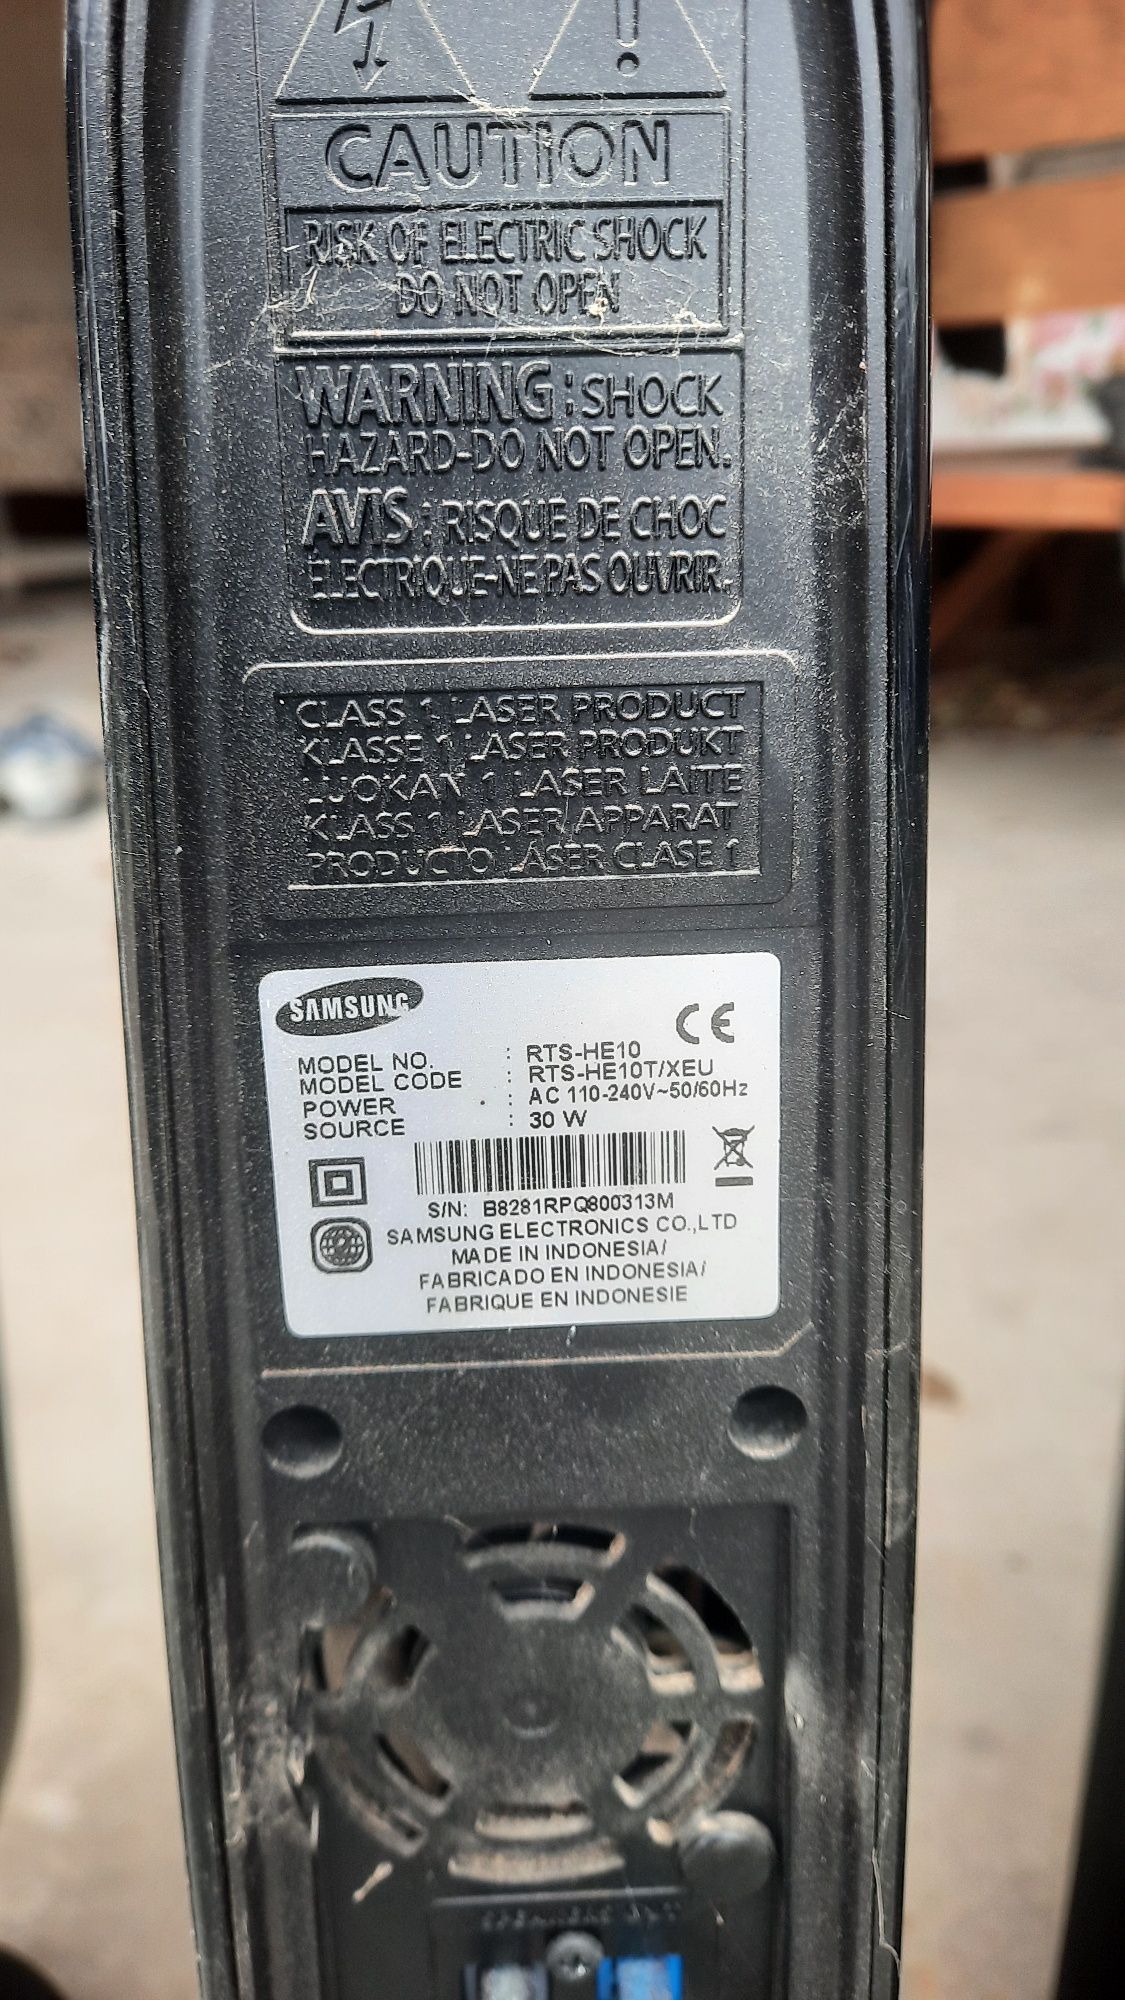 CAUTION
RISK OF ELECTRIC SHOCK
DO NOT OPEN
WARNING : SHOCK
HAZARD-DO NOT OPEN.
AVIS : RISQUE DE CHOC
ÉLECTRIQUE-NE PAS OUVRIR.
CLASS 1 LASER PRODUCT
KLASSE 1 LASER PRODUKT
LUOKAN 1 LASER LAITE
KLASS 1 LASER APPARAT
PRODUCTO LASER CLASE 1
SAMSUNG
CE
MODEL NO. : RTS-HE10
MODEL CODE : RTS-HE10T/XEU
POWER : AC 110-240V~50/60Hz
SOURCE : 30 W
S/N: B8281RPQ800313M
SAMSUNG ELECTRONICS CO.,LTD
MADE IN INDONESIA/
FABRICADO EN INDONESIA/
FABRIQUE EN INDONESIE